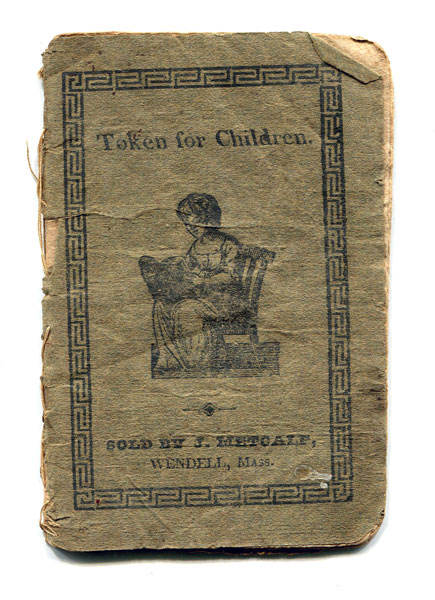 Token for Children.
SOLD BY J. METCALF,
WENDELL, Mass.